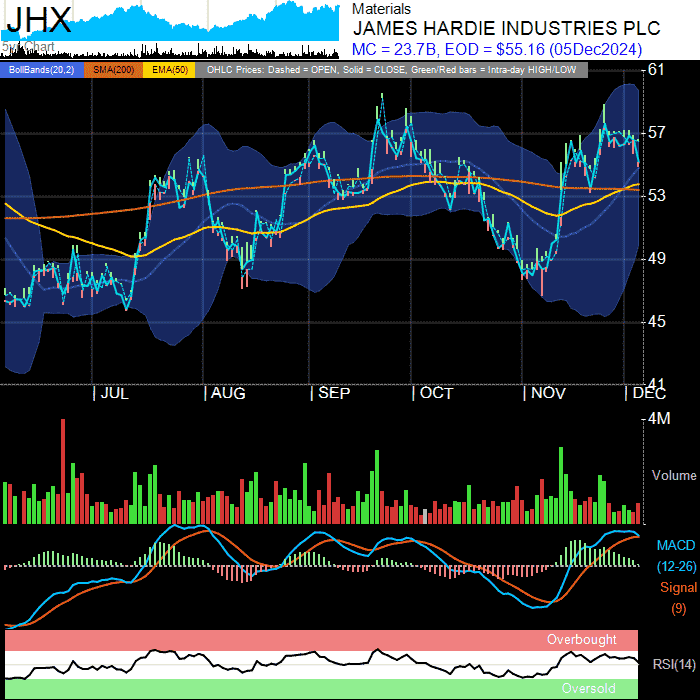 JHX
5yr Chart
Materials
JAMES HARDIE INDUSTRIES PLC
MC = 23.7B, EOD = $55.16 (05Dec2024)
BollBands(20,2) SMA(200) EMA(50) OHLC Prices: Dashed = OPEN, Solid = CLOSE, Green/Red bars = Intra-day HIGH/LOW
61
57
53
49
45
41
JUL AUG SEP OCT NOV DEC
4M
Volume
MACD
(12-26)
Signal
(9)
Overbought
RSI(14)
Oversold